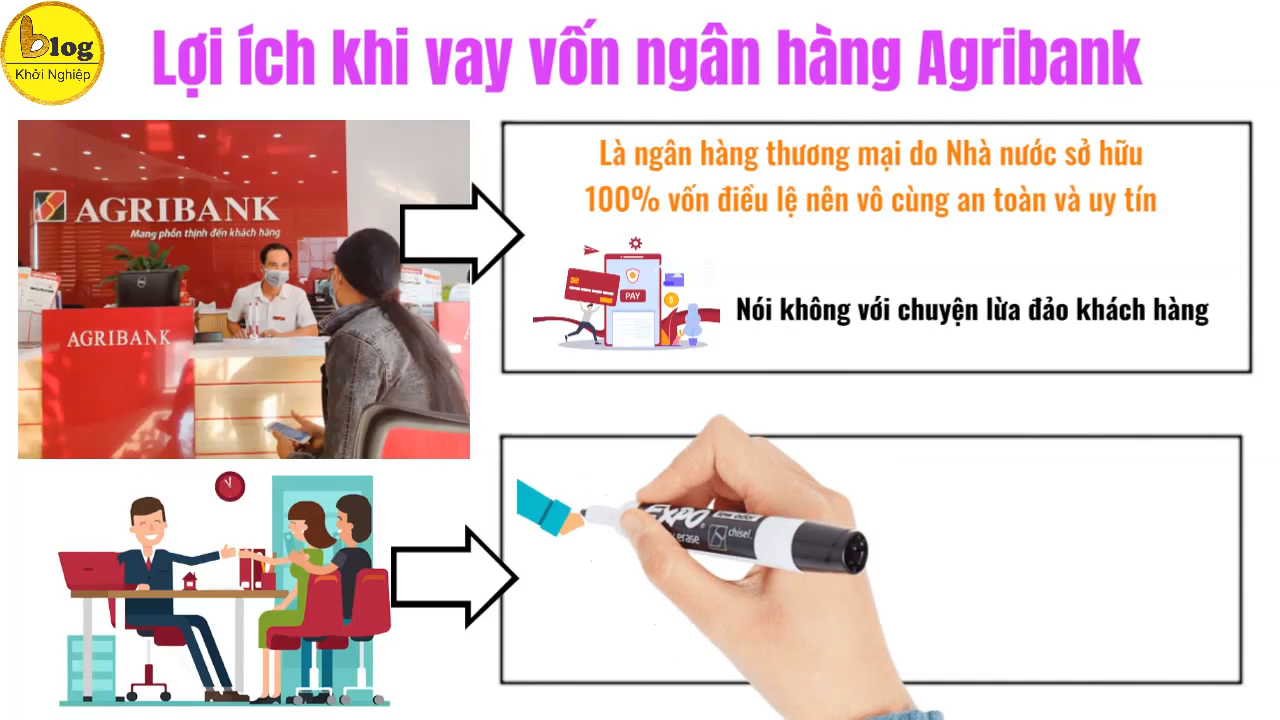 blog
Khởi Nghiệp
Lợi ích khi vay vốn ngân hàng Agribank
AGRIBANK
Mang phồn thịnh đến khách hàng
AGRIBANK
Là ngân hàng thương mại do Nhà nước sở hữu
100% vốn điều lệ nên vô cùng an toàn và uy tín
PAY
Nói không với chuyện lừa đảo khách hàng
EXPO
low odor
erase
chisel